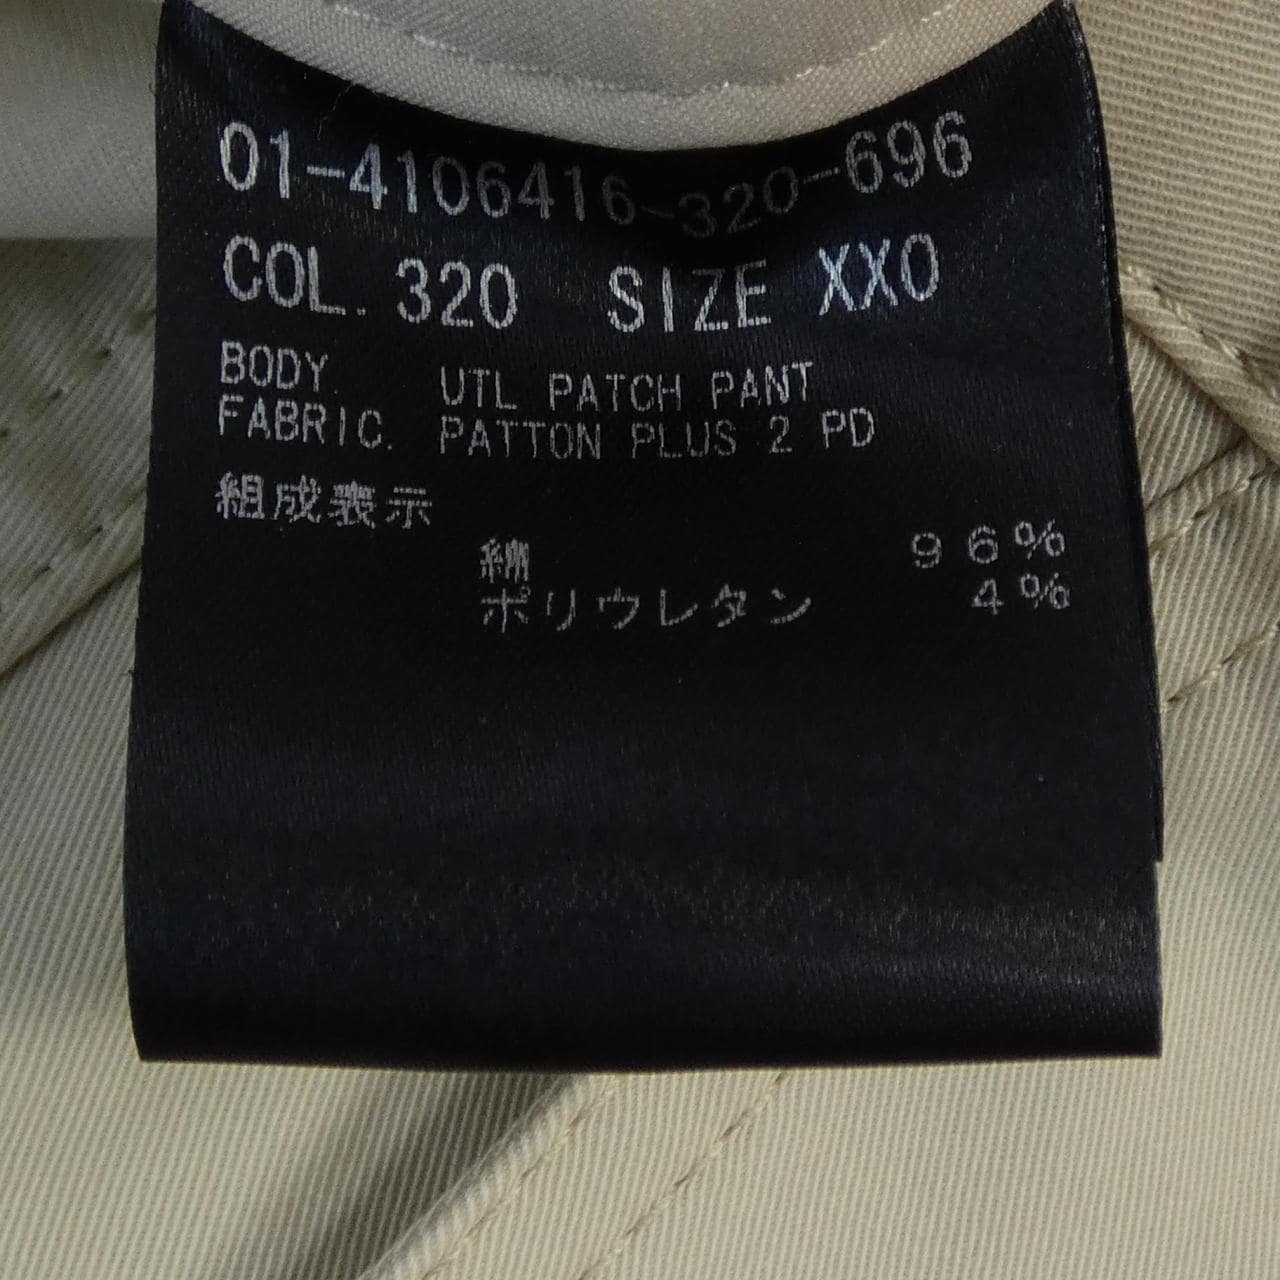 01-4106416-320-696
COL. 320 SIZE XXO
BODY. UTL PATCH PANT
FABRIC. PATTON PLUS 2 PD
組成表示
綿 96%
ポリウレタン 4%